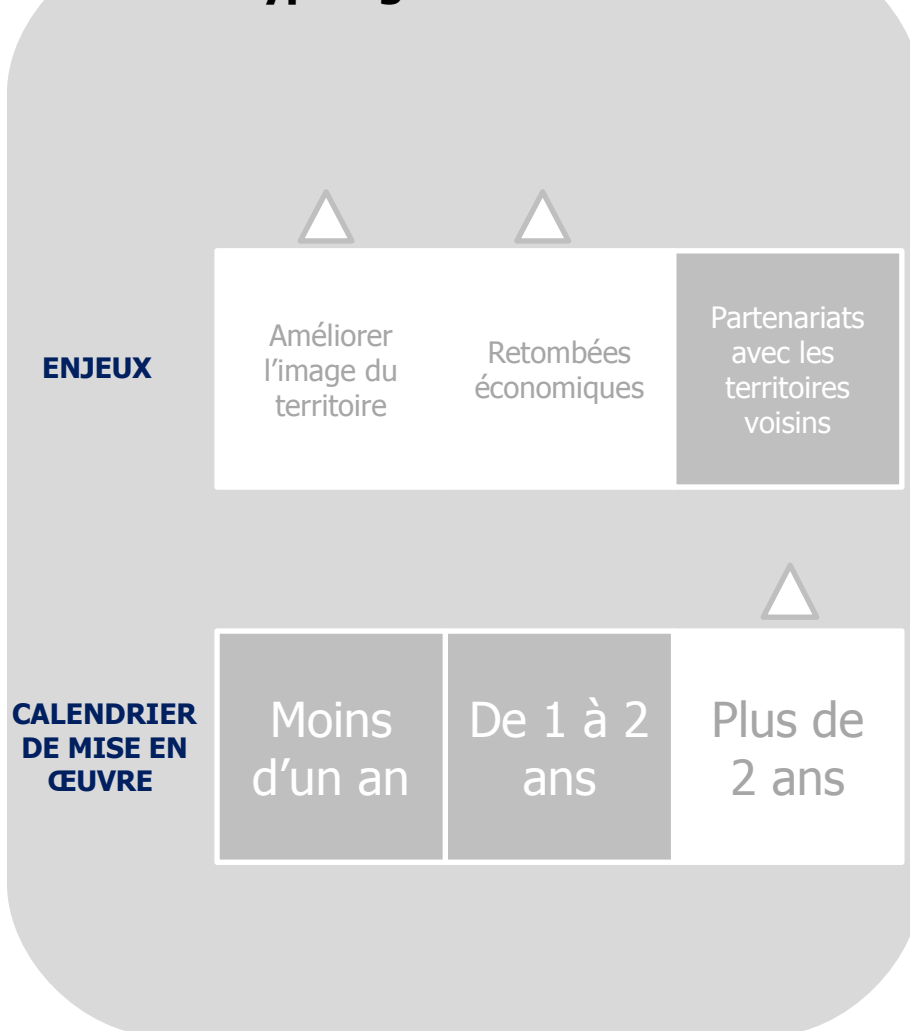 ENJEUX
Améliorer
l'image du
territoire
Retombées
économiques
Partenariats
avec les
territoires
voisins
CALENDRIER
DE MISE EN
ŒUVRE
Moins
d'un an
De 1 à 2
ans
Plus de
2 ans